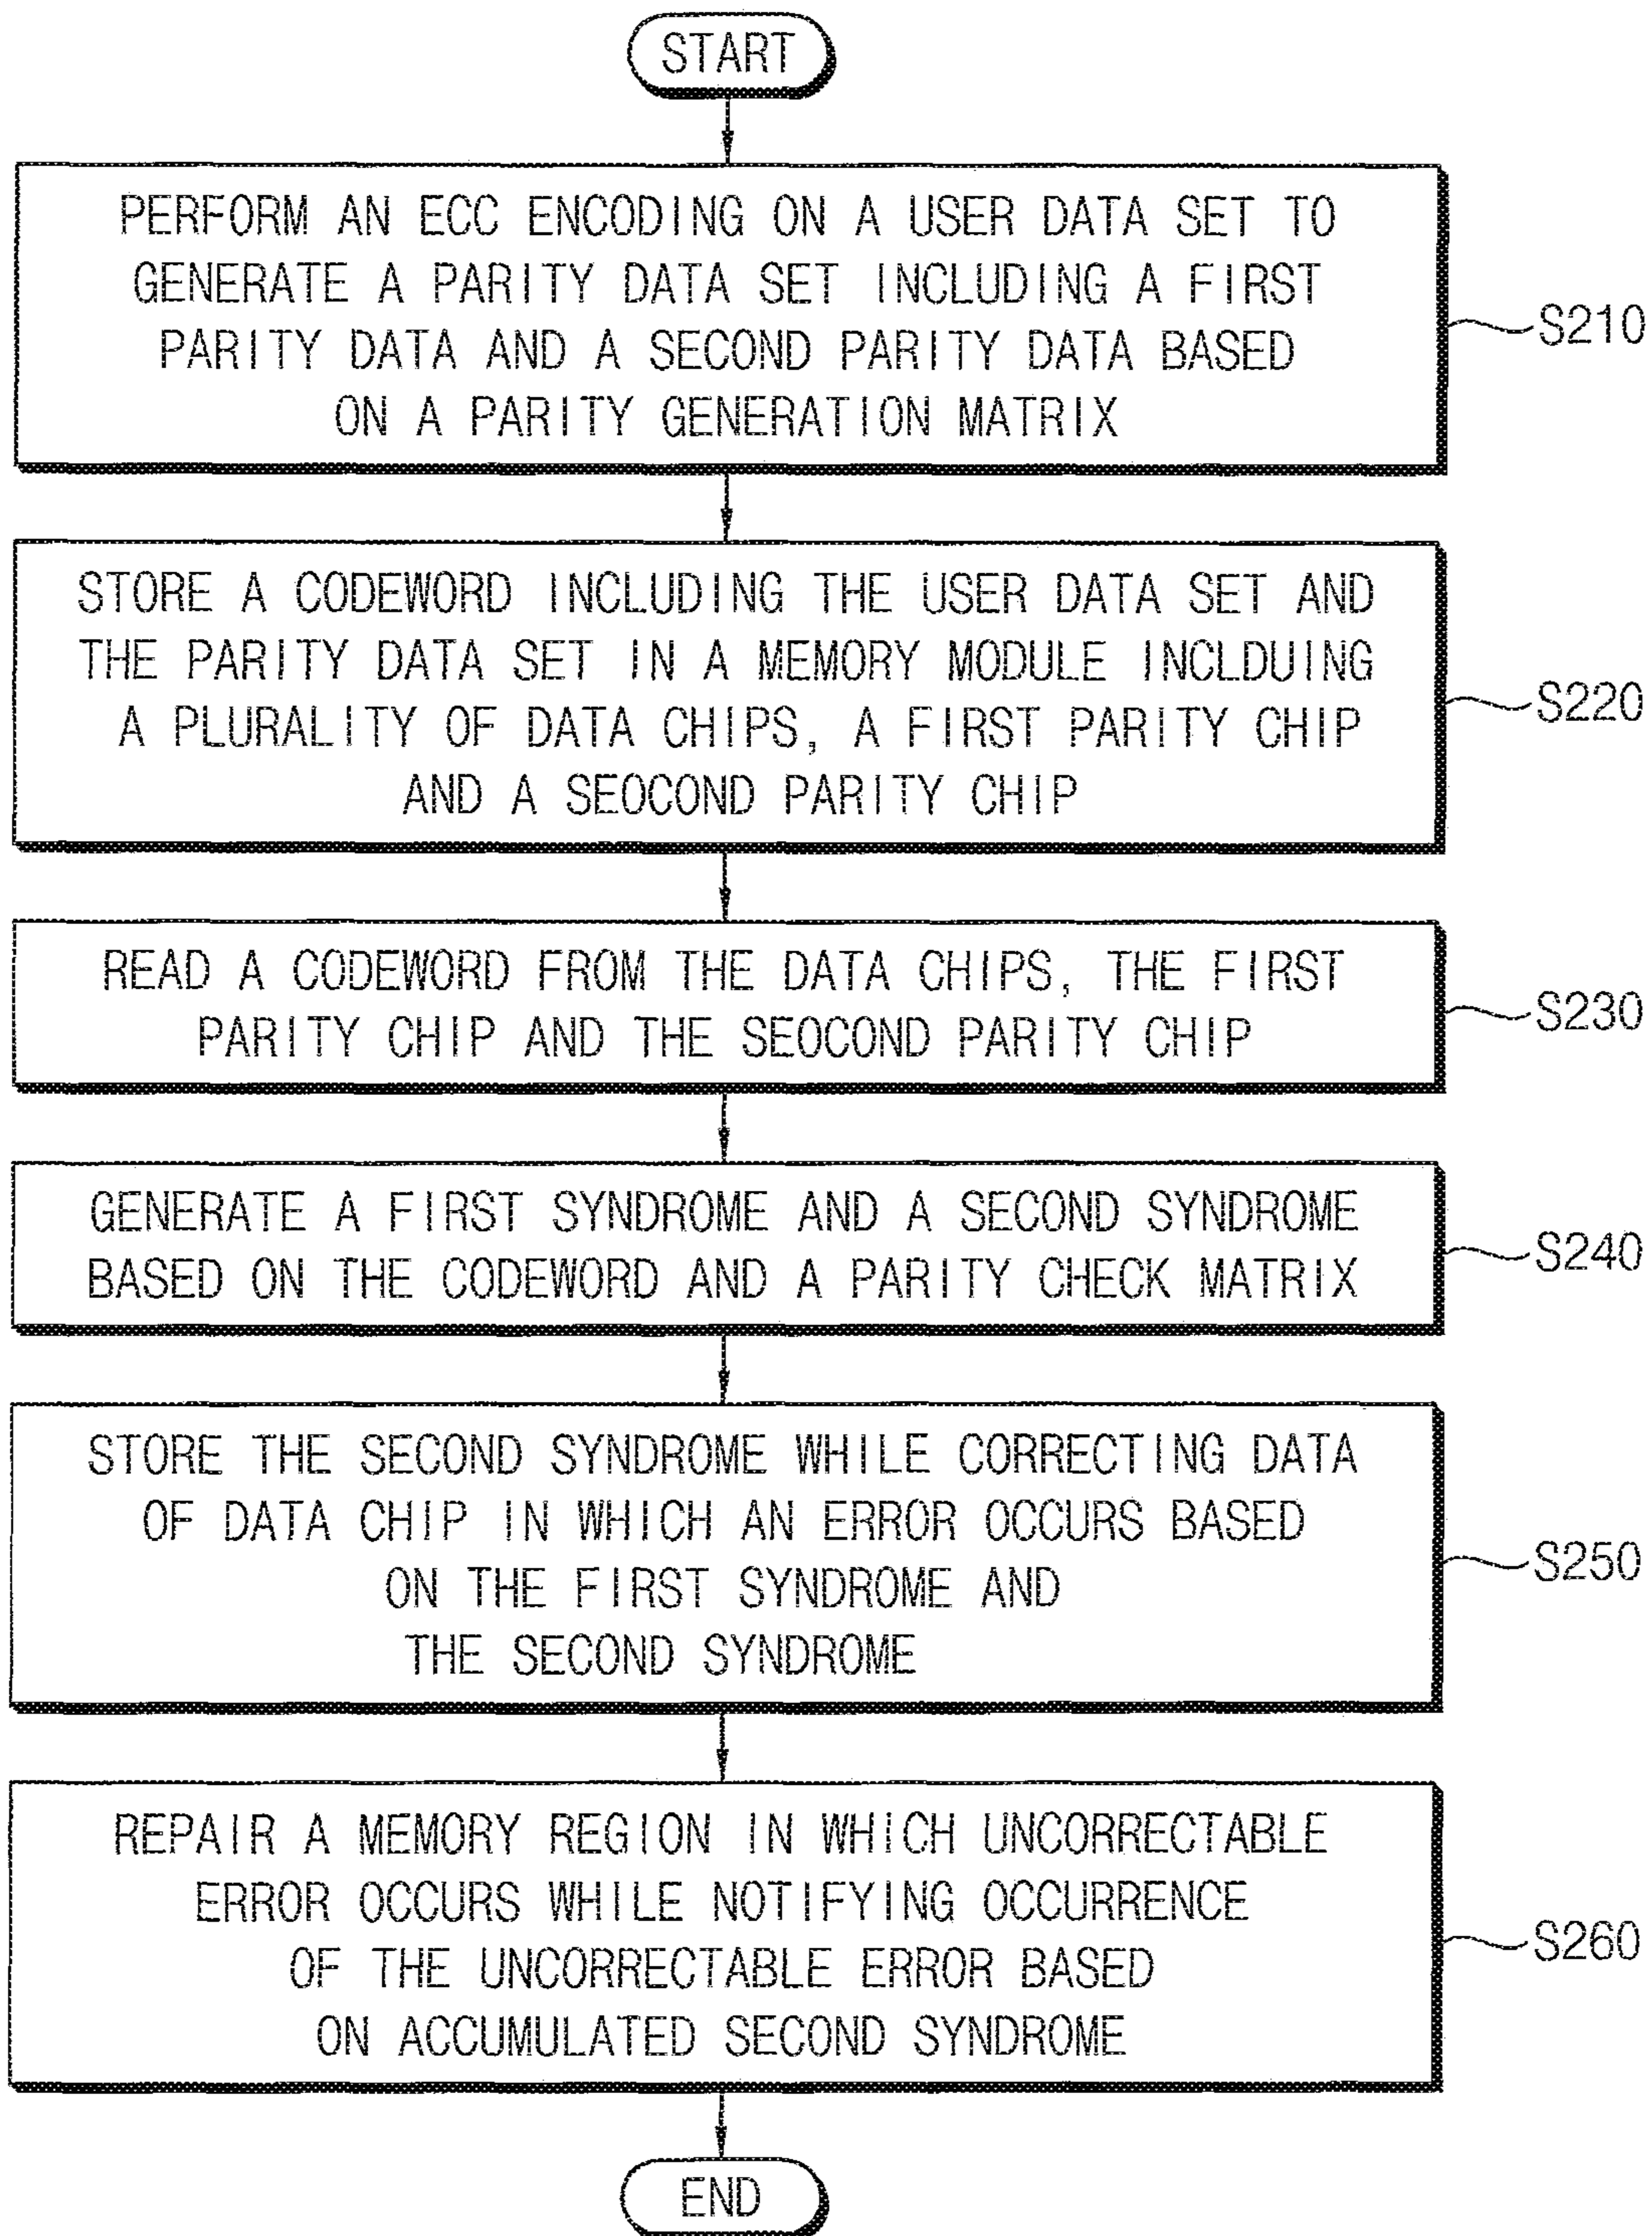 START
PERFORM AN ECC ENCODING ON A USER DATA SET TO
GENERATE A PARITY DATA SET INCLUDING A FIRST
PARITY DATA AND A SECOND PARITY DATA BASED
ON A PARITY GENERATION MATRIX
S210
STORE A CODEWORD INCLUDING THE USER DATA SET AND
THE PARITY DATA SET IN A MEMORY MODULE INCLDUING
A PLURALITY OF DATA CHIPS, A FIRST PARITY CHIP
AND A SEOCOND PARITY CHIP
S220
READ A CODEWORD FROM THE DATA CHIPS, THE FIRST
PARITY CHIP AND THE SEOCOND PARITY CHIP
S230
GENERATE A FIRST SYNDROME AND A SECOND SYNDROME
BASED ON THE CODEWORD AND A PARITY CHECK MATRIX
S240
STORE THE SECOND SYNDROME WHILE CORRECTING DATA
OF DATA CHIP IN WHICH AN ERROR OCCURS BASED
ON THE FIRST SYNDROME AND
THE SECOND SYNDROME
S250
REPAIR A MEMORY REGION IN WHICH UNCORRECTABLE
ERROR OCCURS WHILE NOTIFYING OCCURRENCE
OF THE UNCORRECTABLE ERROR BASED
ON ACCUMULATED SECOND SYNDROME
S260
END